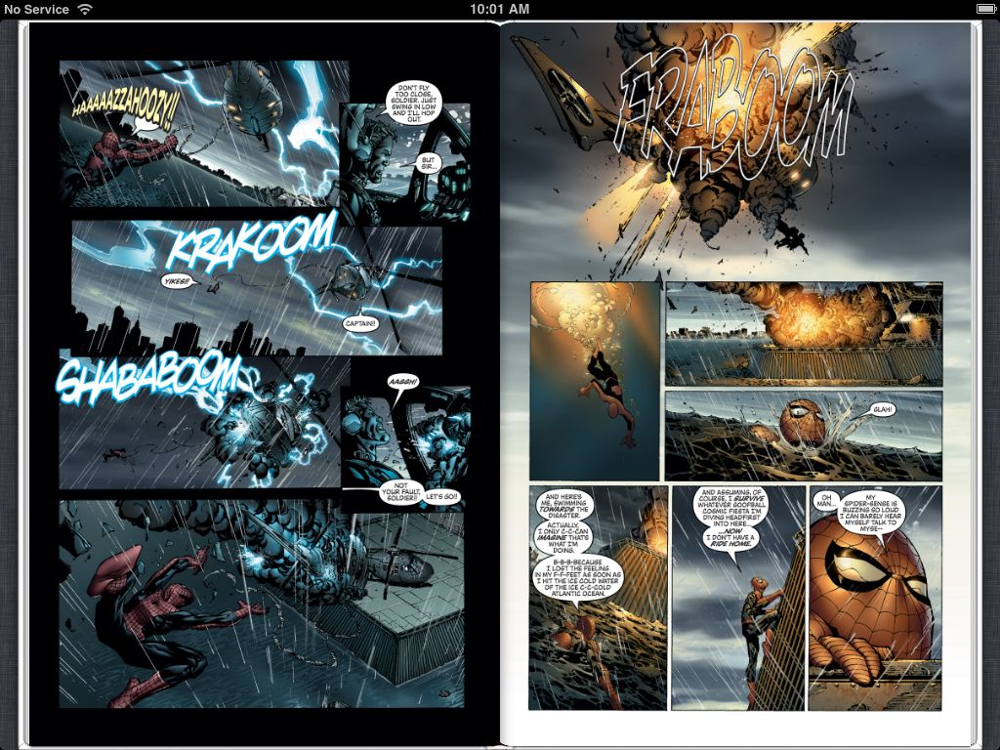 No Service
10:01 AM
HAAAAAZZAHOOZY!!
DON'T FLY
TOO CLOSE,
SOLDIER. JUST
SWING IN LOW
AND I'LL HOP
OUT.
BUT
SIR...
KRAKOOM
YIKES!!
CAPTAIN!!
SHABABOOM
AAGGH!
NOT
YOUR FAULT,
SOLDIER!!
LET'S GO!!
FRABOOM
GLAH!
AND HERE'S
ME, SWIMMING
TOWARDS THE
DISASTER.
ACTUALLY,
I ONLY C-C-CAN
IMAGINE THAT'S
WHAT I'M
DOING.
B-B-B-BECAUSE
I LOST THE FEELING
IN MY F-F-FEET AS SOON AS
I HIT THE ICE COLD WATER
OF THE ICE C-C-COLD
ATLANTIC OCEAN.
AND ASSUMING, OF
COURSE, I SURVIVE
WHATEVER GOOFBALL
COSMIC FIESTA I'M
DIVING HEADFIRST
INTO HERE...
...NOW
I DON'T HAVE A
RIDE HOME.
OH
MAN...
MY
SPIDER-SENSE IS
BUZZING SO LOUD
I CAN BARELY HEAR
MYSELF TALK TO
MYSE--